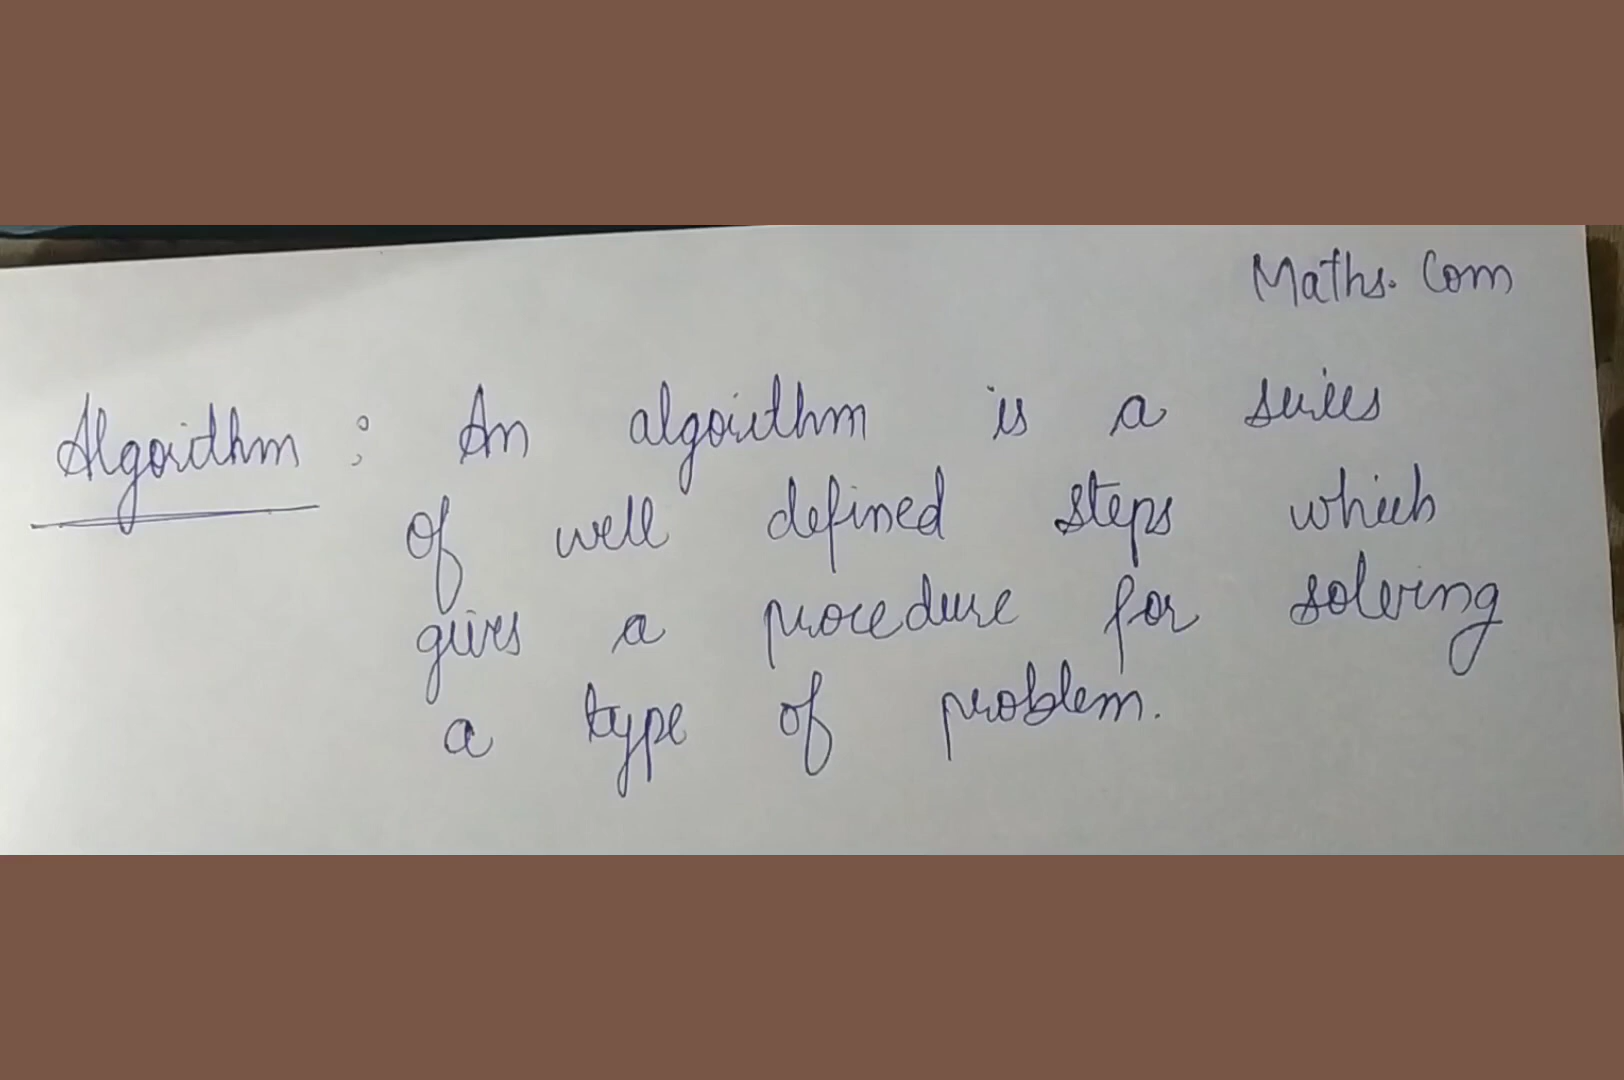 Maths. Com
Algorithm : An algorithm is a series
of well defined steps which
gives a procedure for solving
a type of problem.